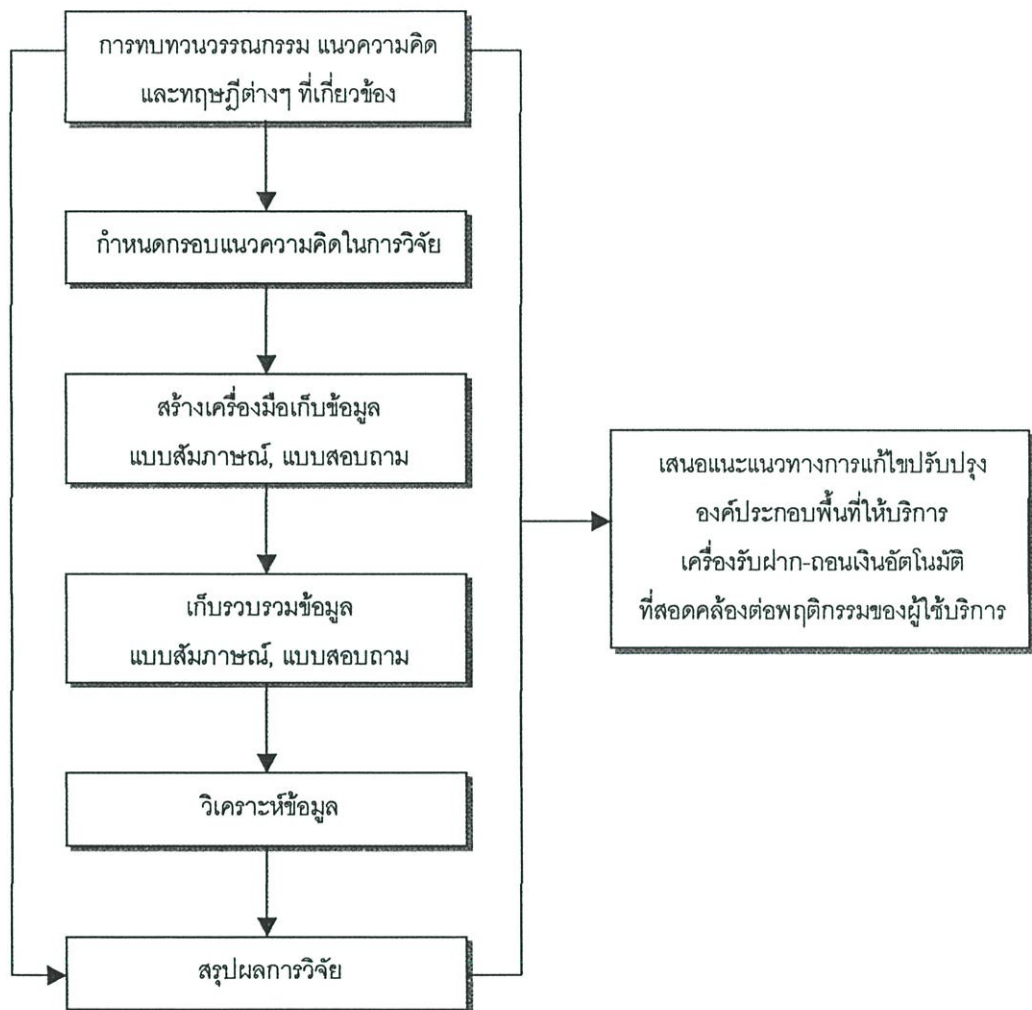 การทบทวนวรรณกรรม แนวความคิด
และทฤษฎีต่างๆ ที่เกี่ยวข้อง
กำหนดกรอบแนวความคิดในการวิจัย
สร้างเครื่องมือเก็บข้อมูล
แบบสัมภาษณ์, แบบสอบถาม
เก็บรวบรวมข้อมูล
แบบสัมภาษณ์, แบบสอบถาม
วิเคราะห์ข้อมูล
สรุปผลการวิจัย
เสนอแนะแนวทางการแก้ไขปรับปรุง
องค์ประกอบพื้นที่ให้บริการ
เครื่องรับฝาก-ถอนเงินอัตโนมัติ
ที่สอดคล้องต่อพฤติกรรมของผู้ใช้บริการ